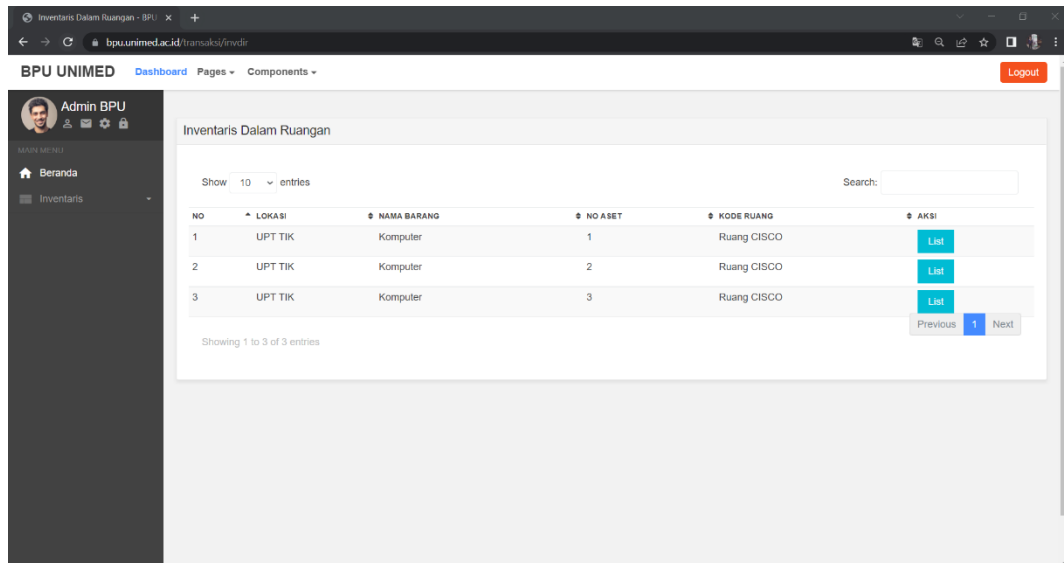 Inventaris Dalam Ruangan - BPU
bpu.unimed.ac.id/transaksi/invdir
BPU UNIMED Dashboard Pages Components Logout
Admin BPU
MAIN MENU
Beranda
Inventaris
Inventaris Dalam Ruangan
Show 10 entries Search:
NO LOKASI NAMA BARANG NO ASET KODE RUANG AKSI
1 UPT TIK Komputer 1 Ruang CISCO List
2 UPT TIK Komputer 2 Ruang CISCO List
3 UPT TIK Komputer 3 Ruang CISCO List
Previous 1 Next
Showing 1 to 3 of 3 entries